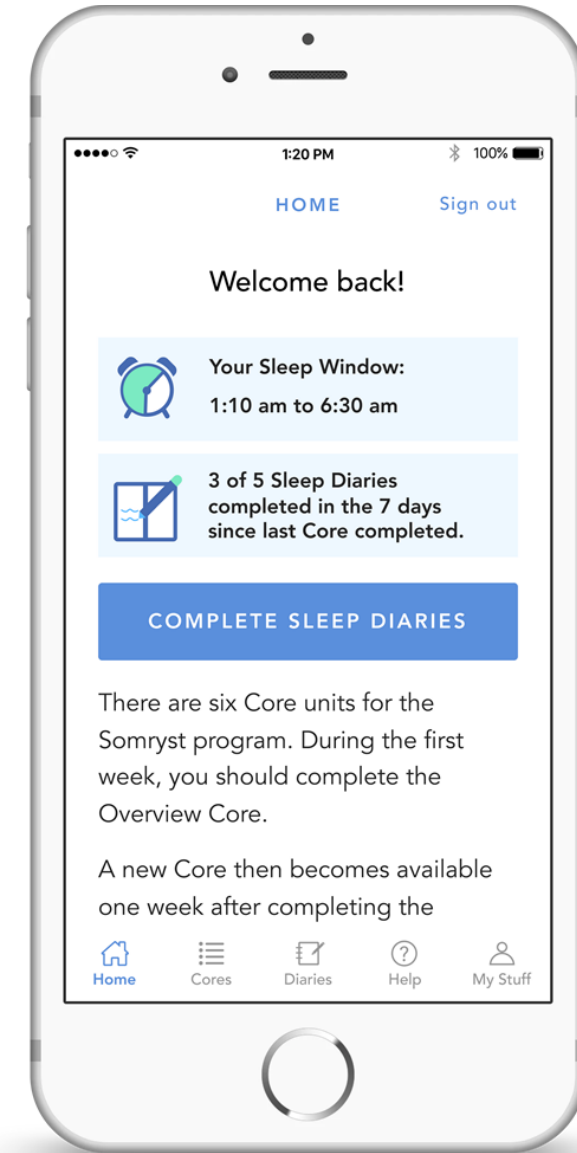 1:20 PM
100%
HOME
Sign out
Welcome back!
Your Sleep Window:
1:10 am to 6:30 am
3 of 5 Sleep Diaries
completed in the 7 days
since last Core completed.
COMPLETE SLEEP DIARIES
There are six Core units for the
Somryst program. During the first
week, you should complete the
Overview Core.
A new Core then becomes available
one week after completing the
Home
Cores
Diaries
Help
My Stuff